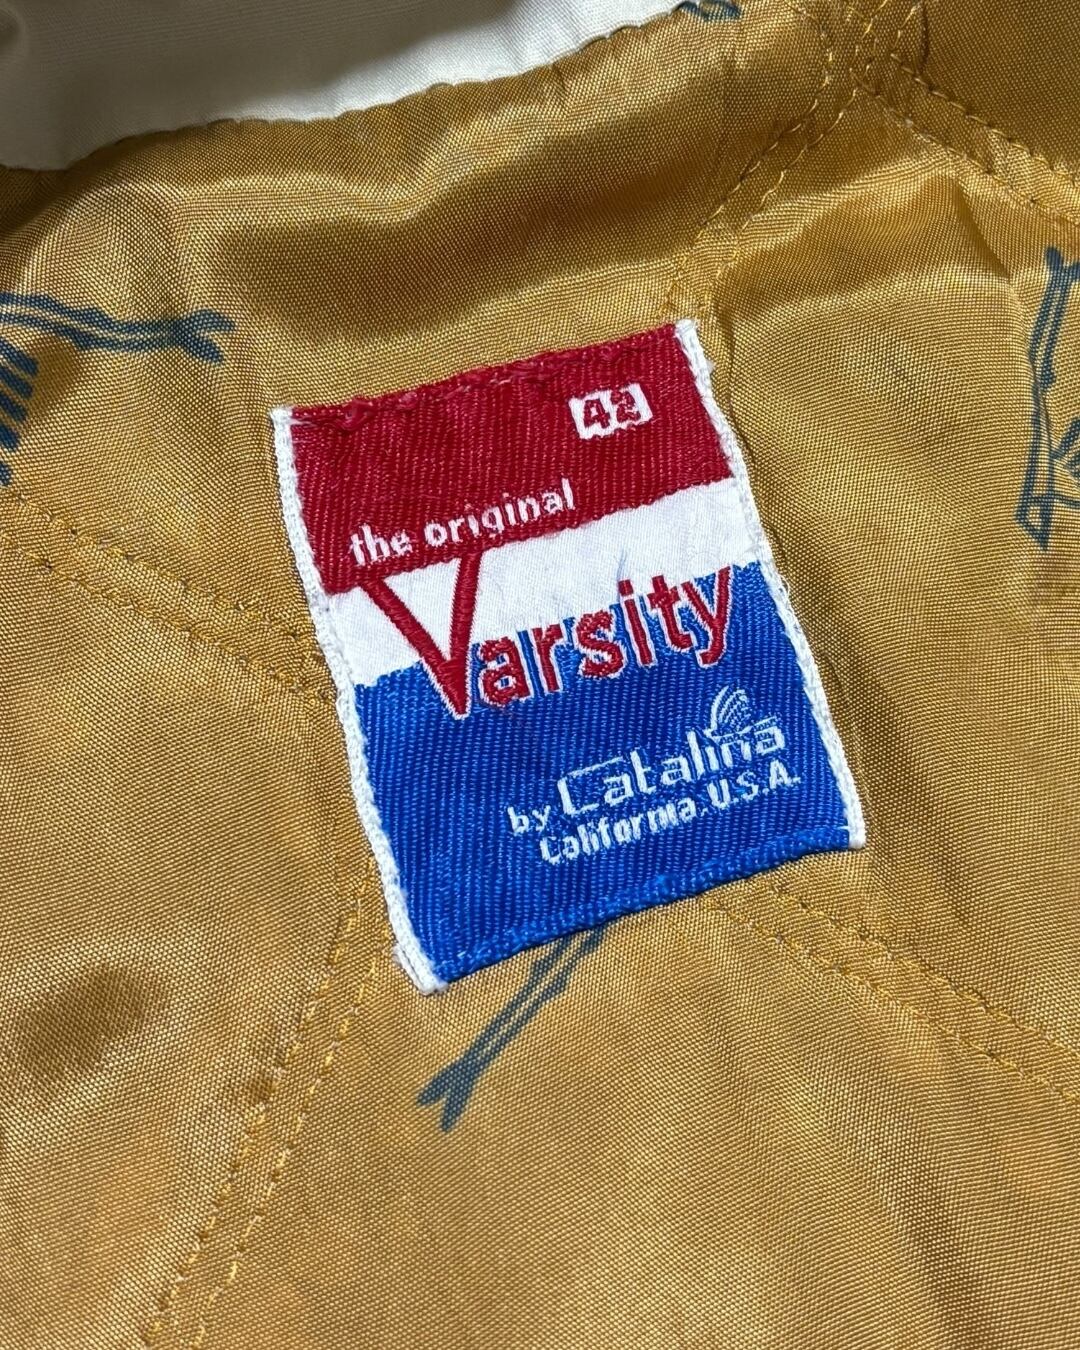 42
the original
Varsity
by Catalina
California, U.S.A.